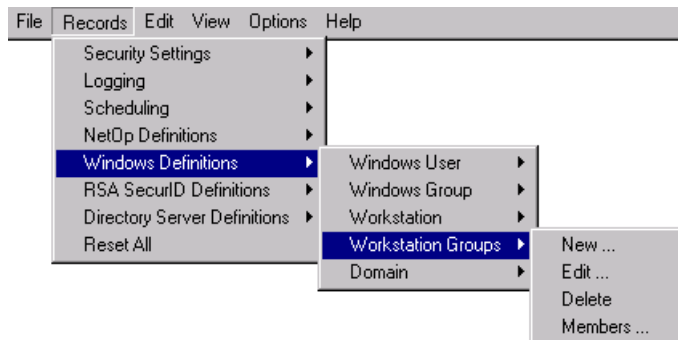 File Records Edit View Options Help
Security Settings
Logging
Scheduling
NetOp Definitions
Windows Definitions
RSA SecurID Definitions
Directory Server Definitions
Reset All
Windows User
Windows Group
Workstation
Workstation Groups
Domain
New ...
Edit ...
Delete
Members ...